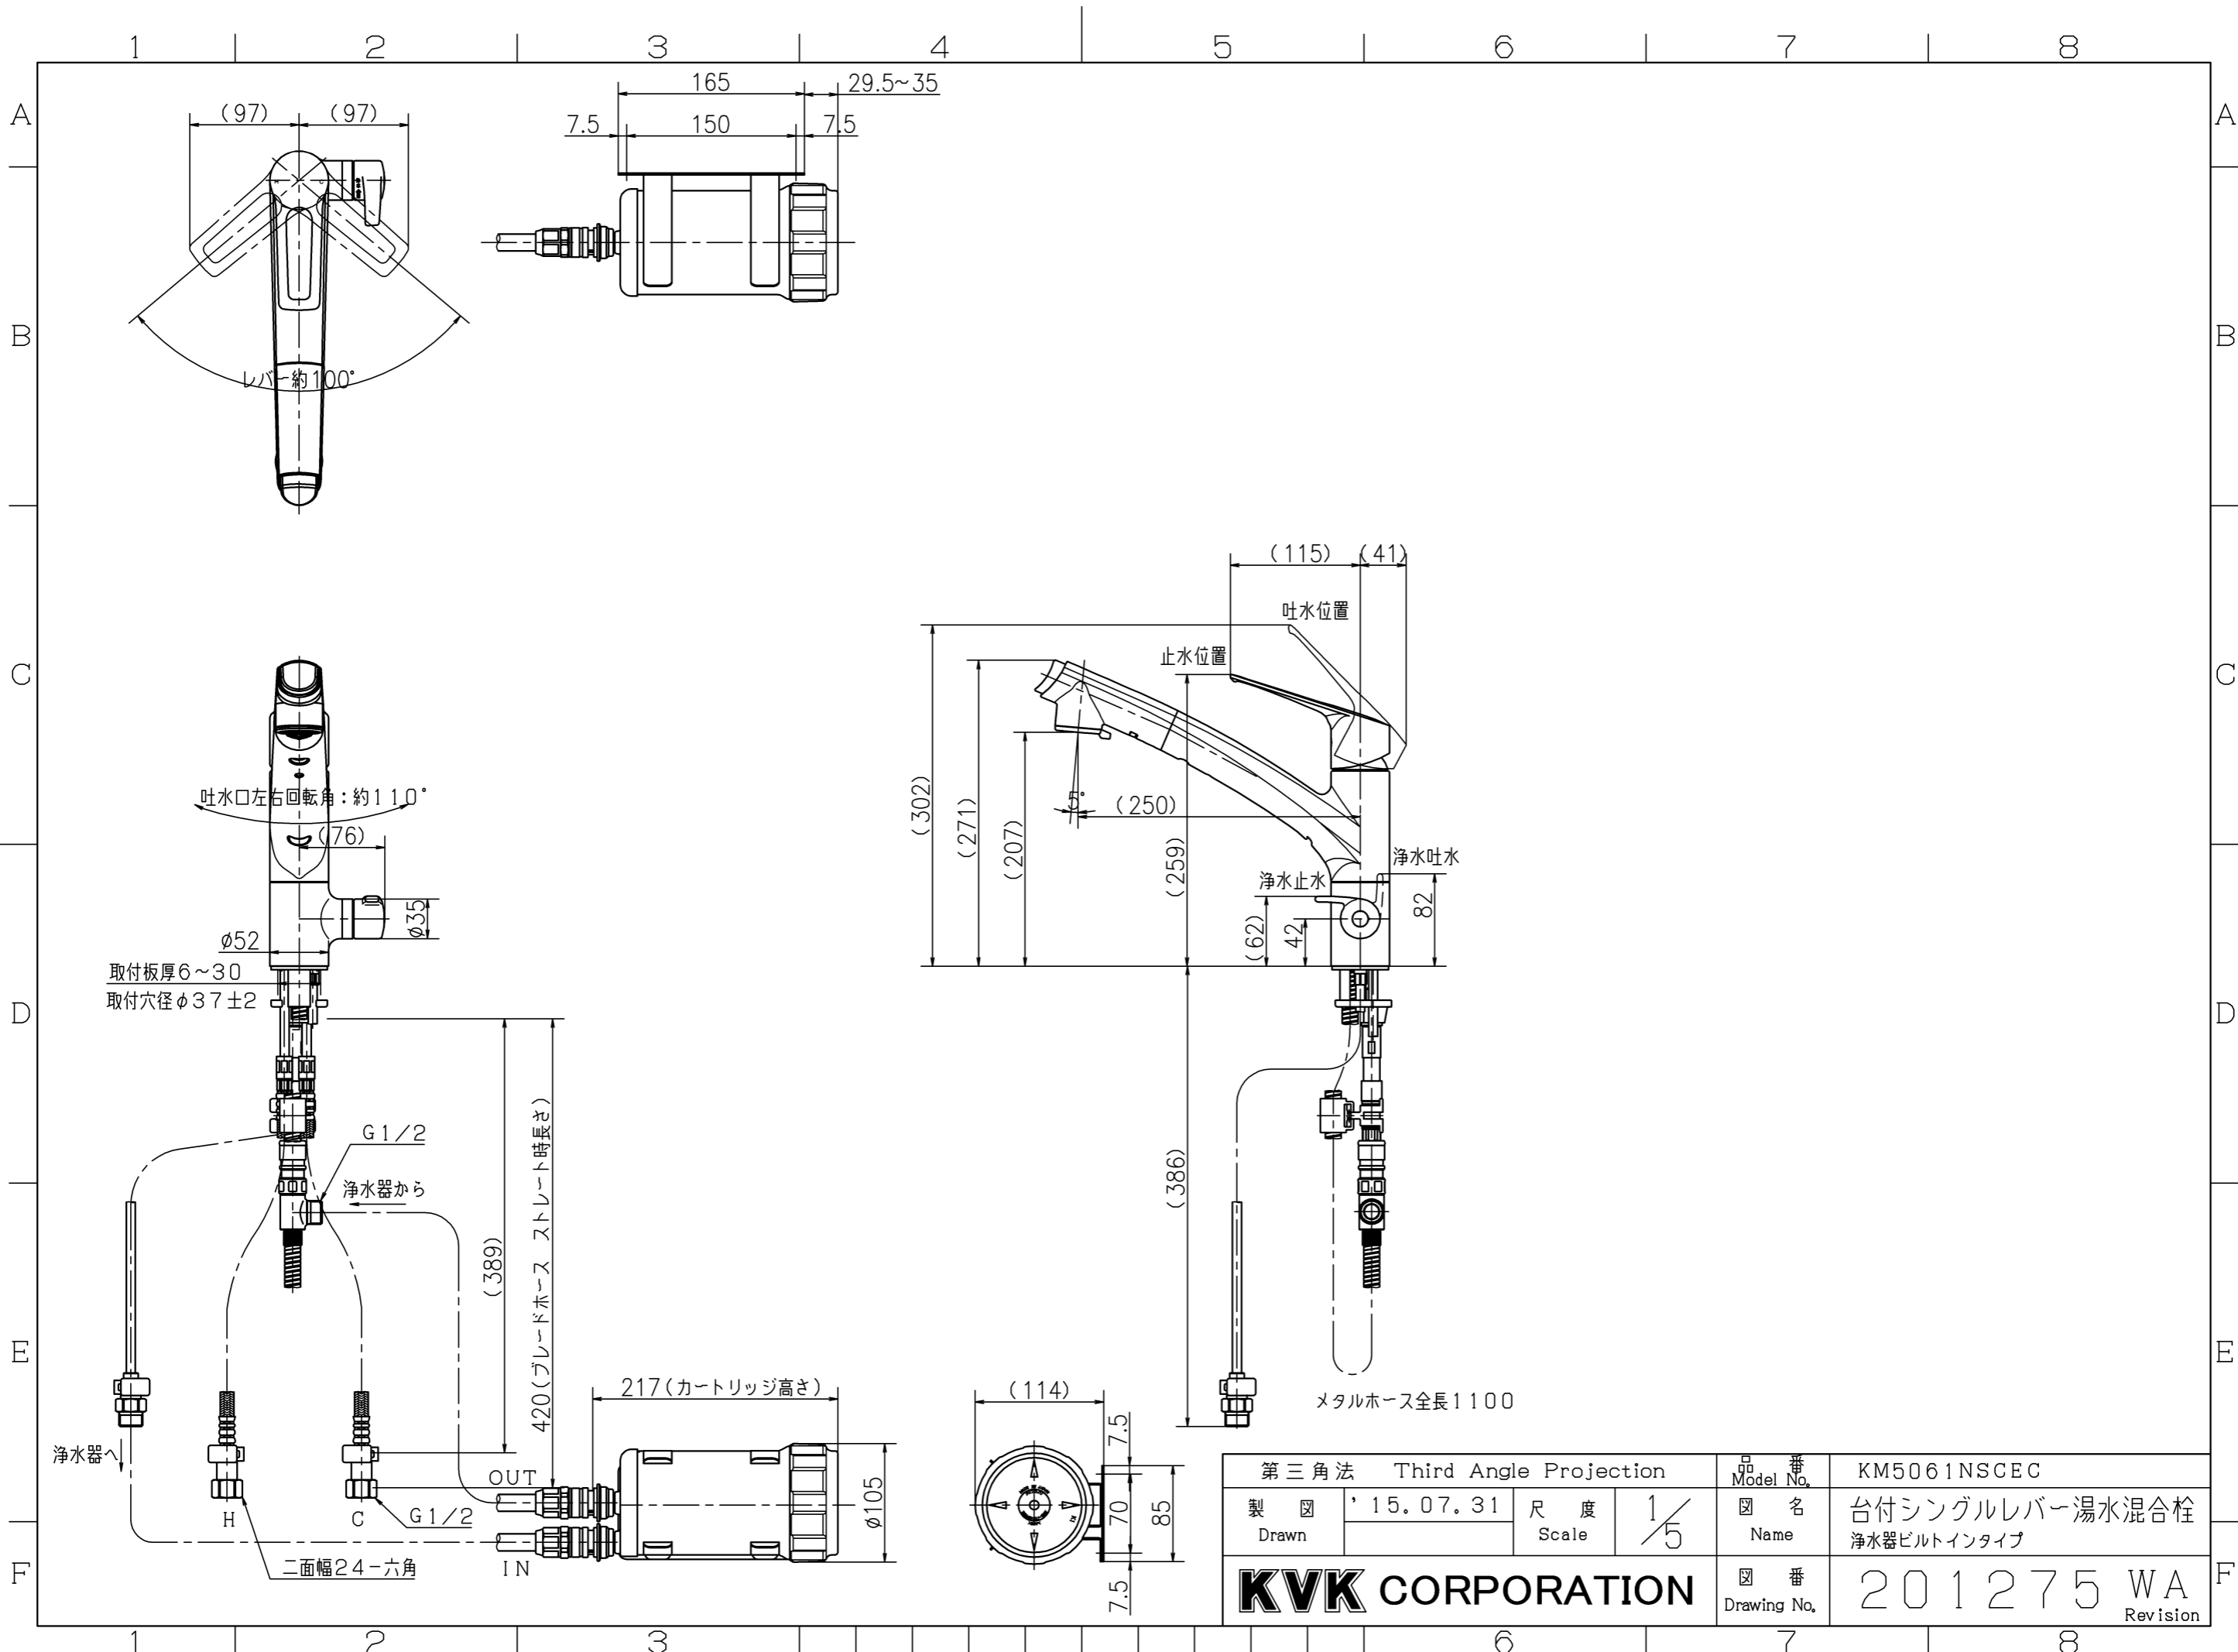 1 2 3 4 5 6 7 8
A
B
C
D
E
F
A
B
C
D
E
F
(97) (97)
レバー約100°
165
29.5~35
7.5 150 7.5
吐水口左右回転角:約110°
(76)
φ35
φ52
取付板厚6~30
取付穴径φ37±2
G1/2
浄水器から
(389)
420(ブレードホース ストレート時長さ)
浄水器へ
H
C
G1/2
二面幅24-六角
OUT
IN
217(カートリッジ高さ)
φ105
(114)
7.5
70
85
7.5
(115) (41)
吐水位置
止水位置
(302)
(271)
(207)
5°
(250)
(259)
浄水吐水
浄水止水
(62)
42
82
(386)
メタルホース全長1100
第三角法 Third Angle Projection
品番 Model No.
KM5061NSCEC
製図 Drawn
'15.07.31
尺度 Scale
1/5
図名 Name
台付シングルレバー湯水混合栓
浄水器ビルトインタイプ
KVK CORPORATION
図番 Drawing No.
201275 WA
Revision
1 2 3 6 7 8